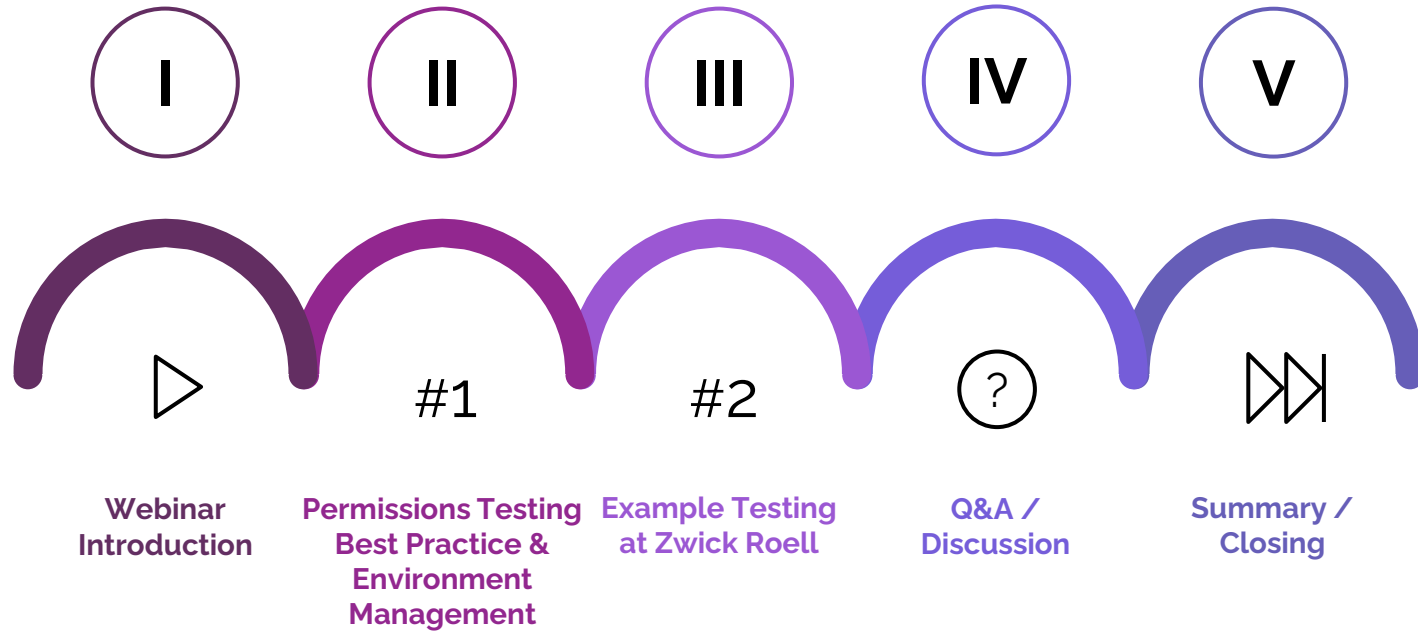 I
II
III
IV
V
#1
#2
?
Webinar
Introduction
Permissions Testing
Best Practice &
Environment
Management
Example Testing
at Zwick Roell
Q&A /
Discussion
Summary /
Closing